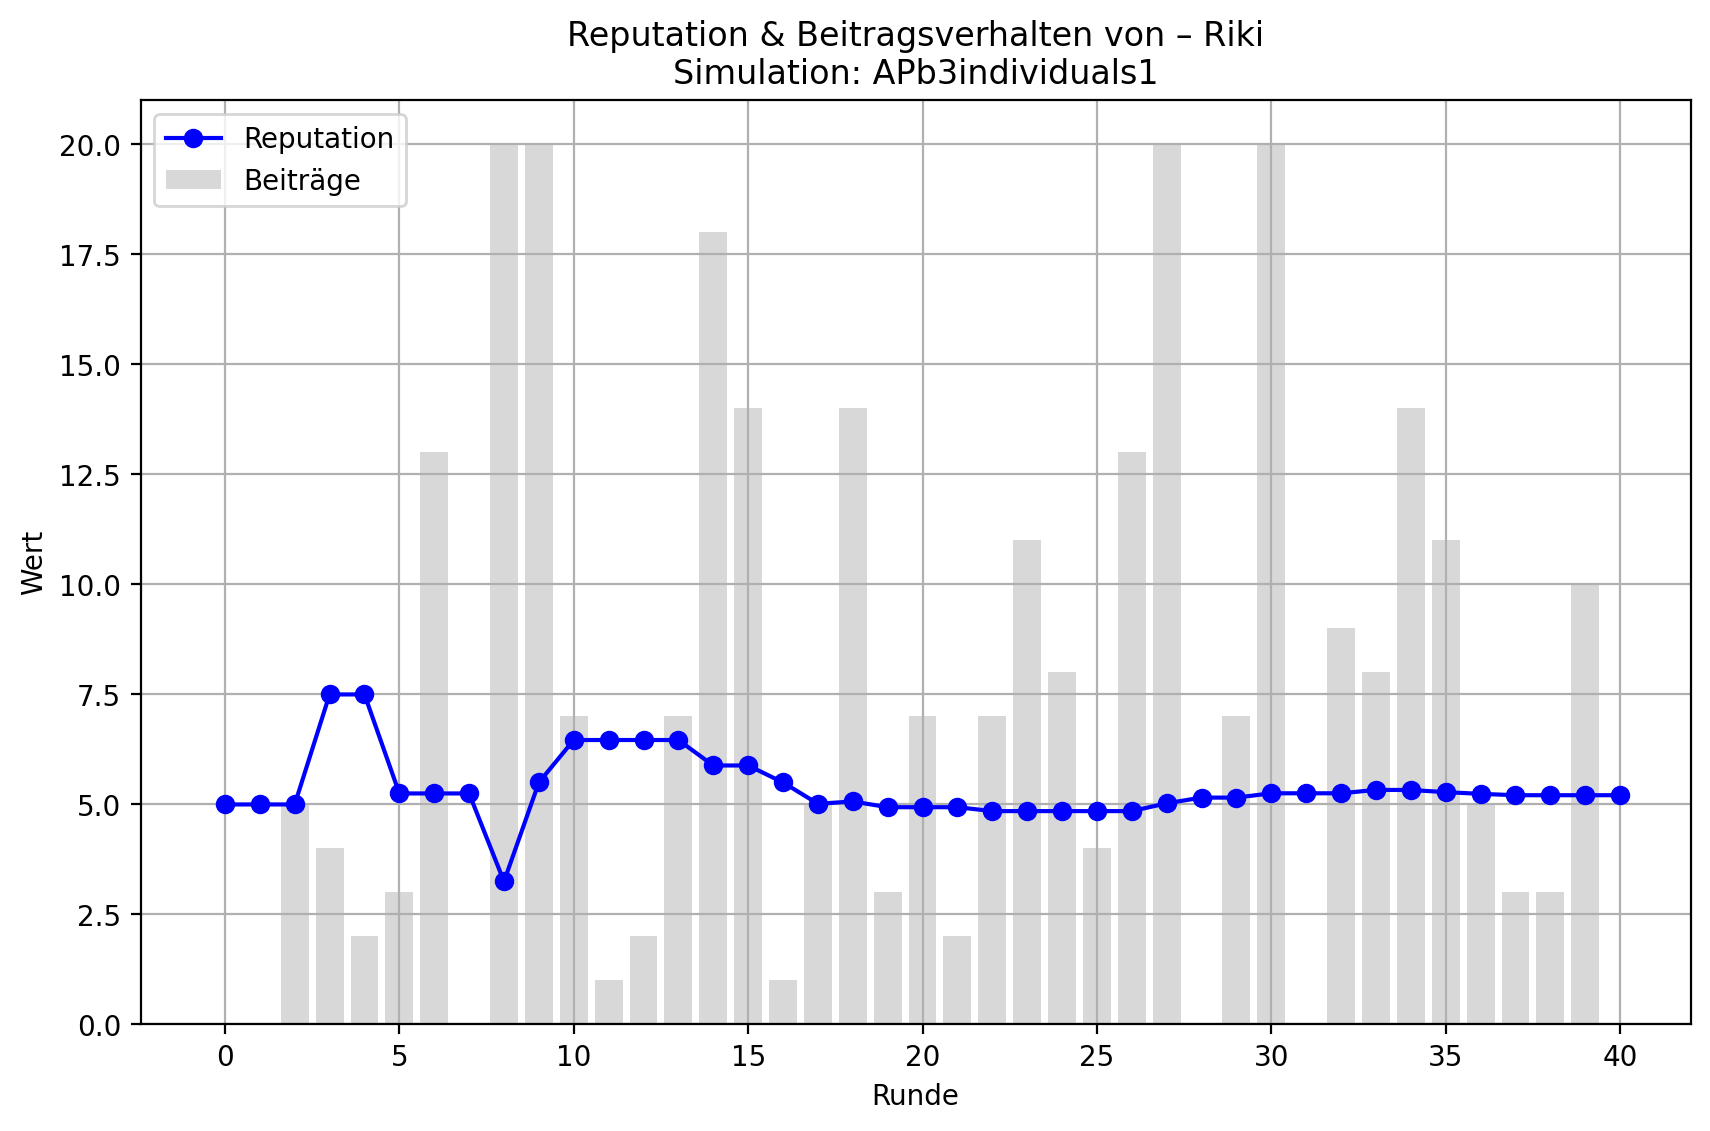 Reputation & Beitragsverhalten von – Riki
Simulation: APb3individuals1
Reputation
Beiträge
Wert
20.0
17.5
15.0
12.5
10.0
7.5
5.0
2.5
0.0
0 5 10 15 20 25 30 35 40
Runde